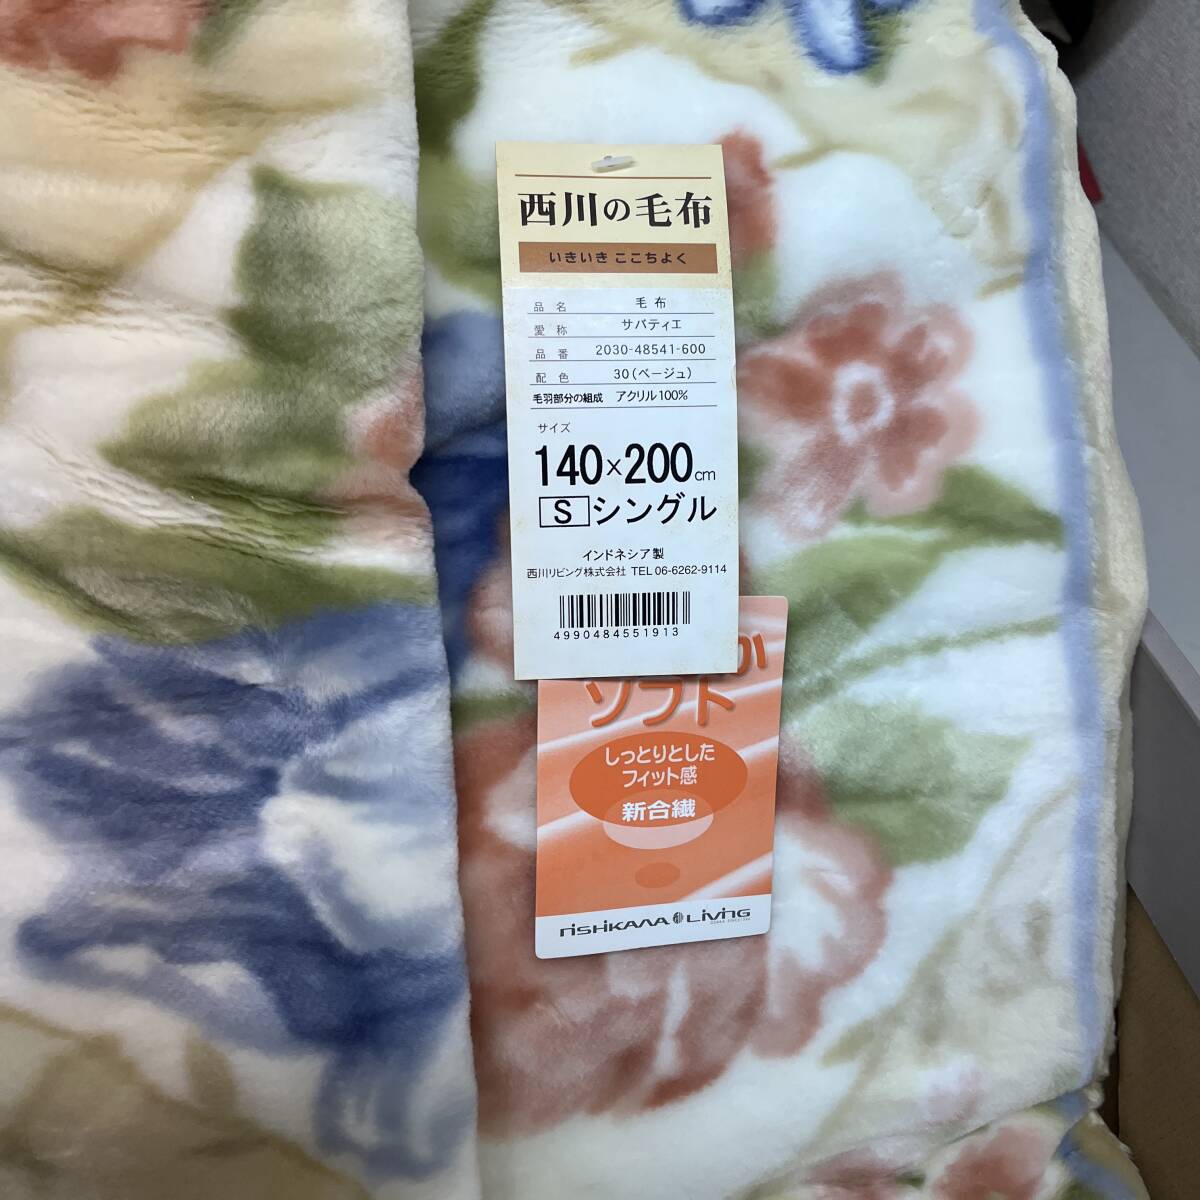 西川の毛布
いきいき ここちよく
品名 毛布
愛称 サバティエ
品番 2030-48541-600
配色 30(ベージュ)
毛羽部分の組成 アクリル100%
サイズ
140×200cm
S シングル
インドネシア製
西川リビング株式会社 TEL 06-6262-9114
4990484551913
ソフト
しっとりとした
フィット感
新合繊
nishikawa Living